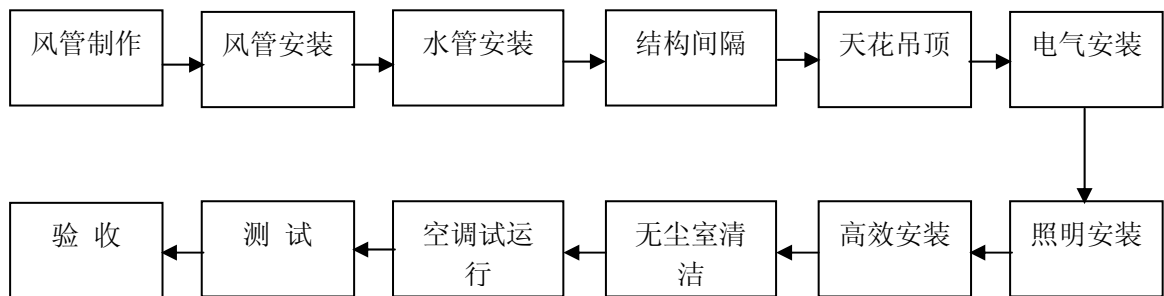 风管制作
风管安装
水管安装
结构间隔
天花吊顶
电气安装
验 收
测 试
空调试运
行
无尘室清
洁
高效安装
照明安装